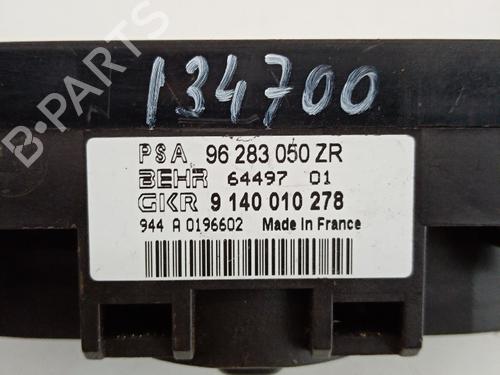 134700
PSA 96 283 050 ZR
BEHR 64497 01
GKR 9 140 010 278
944 A 0196602 Made in France
B-PARTS